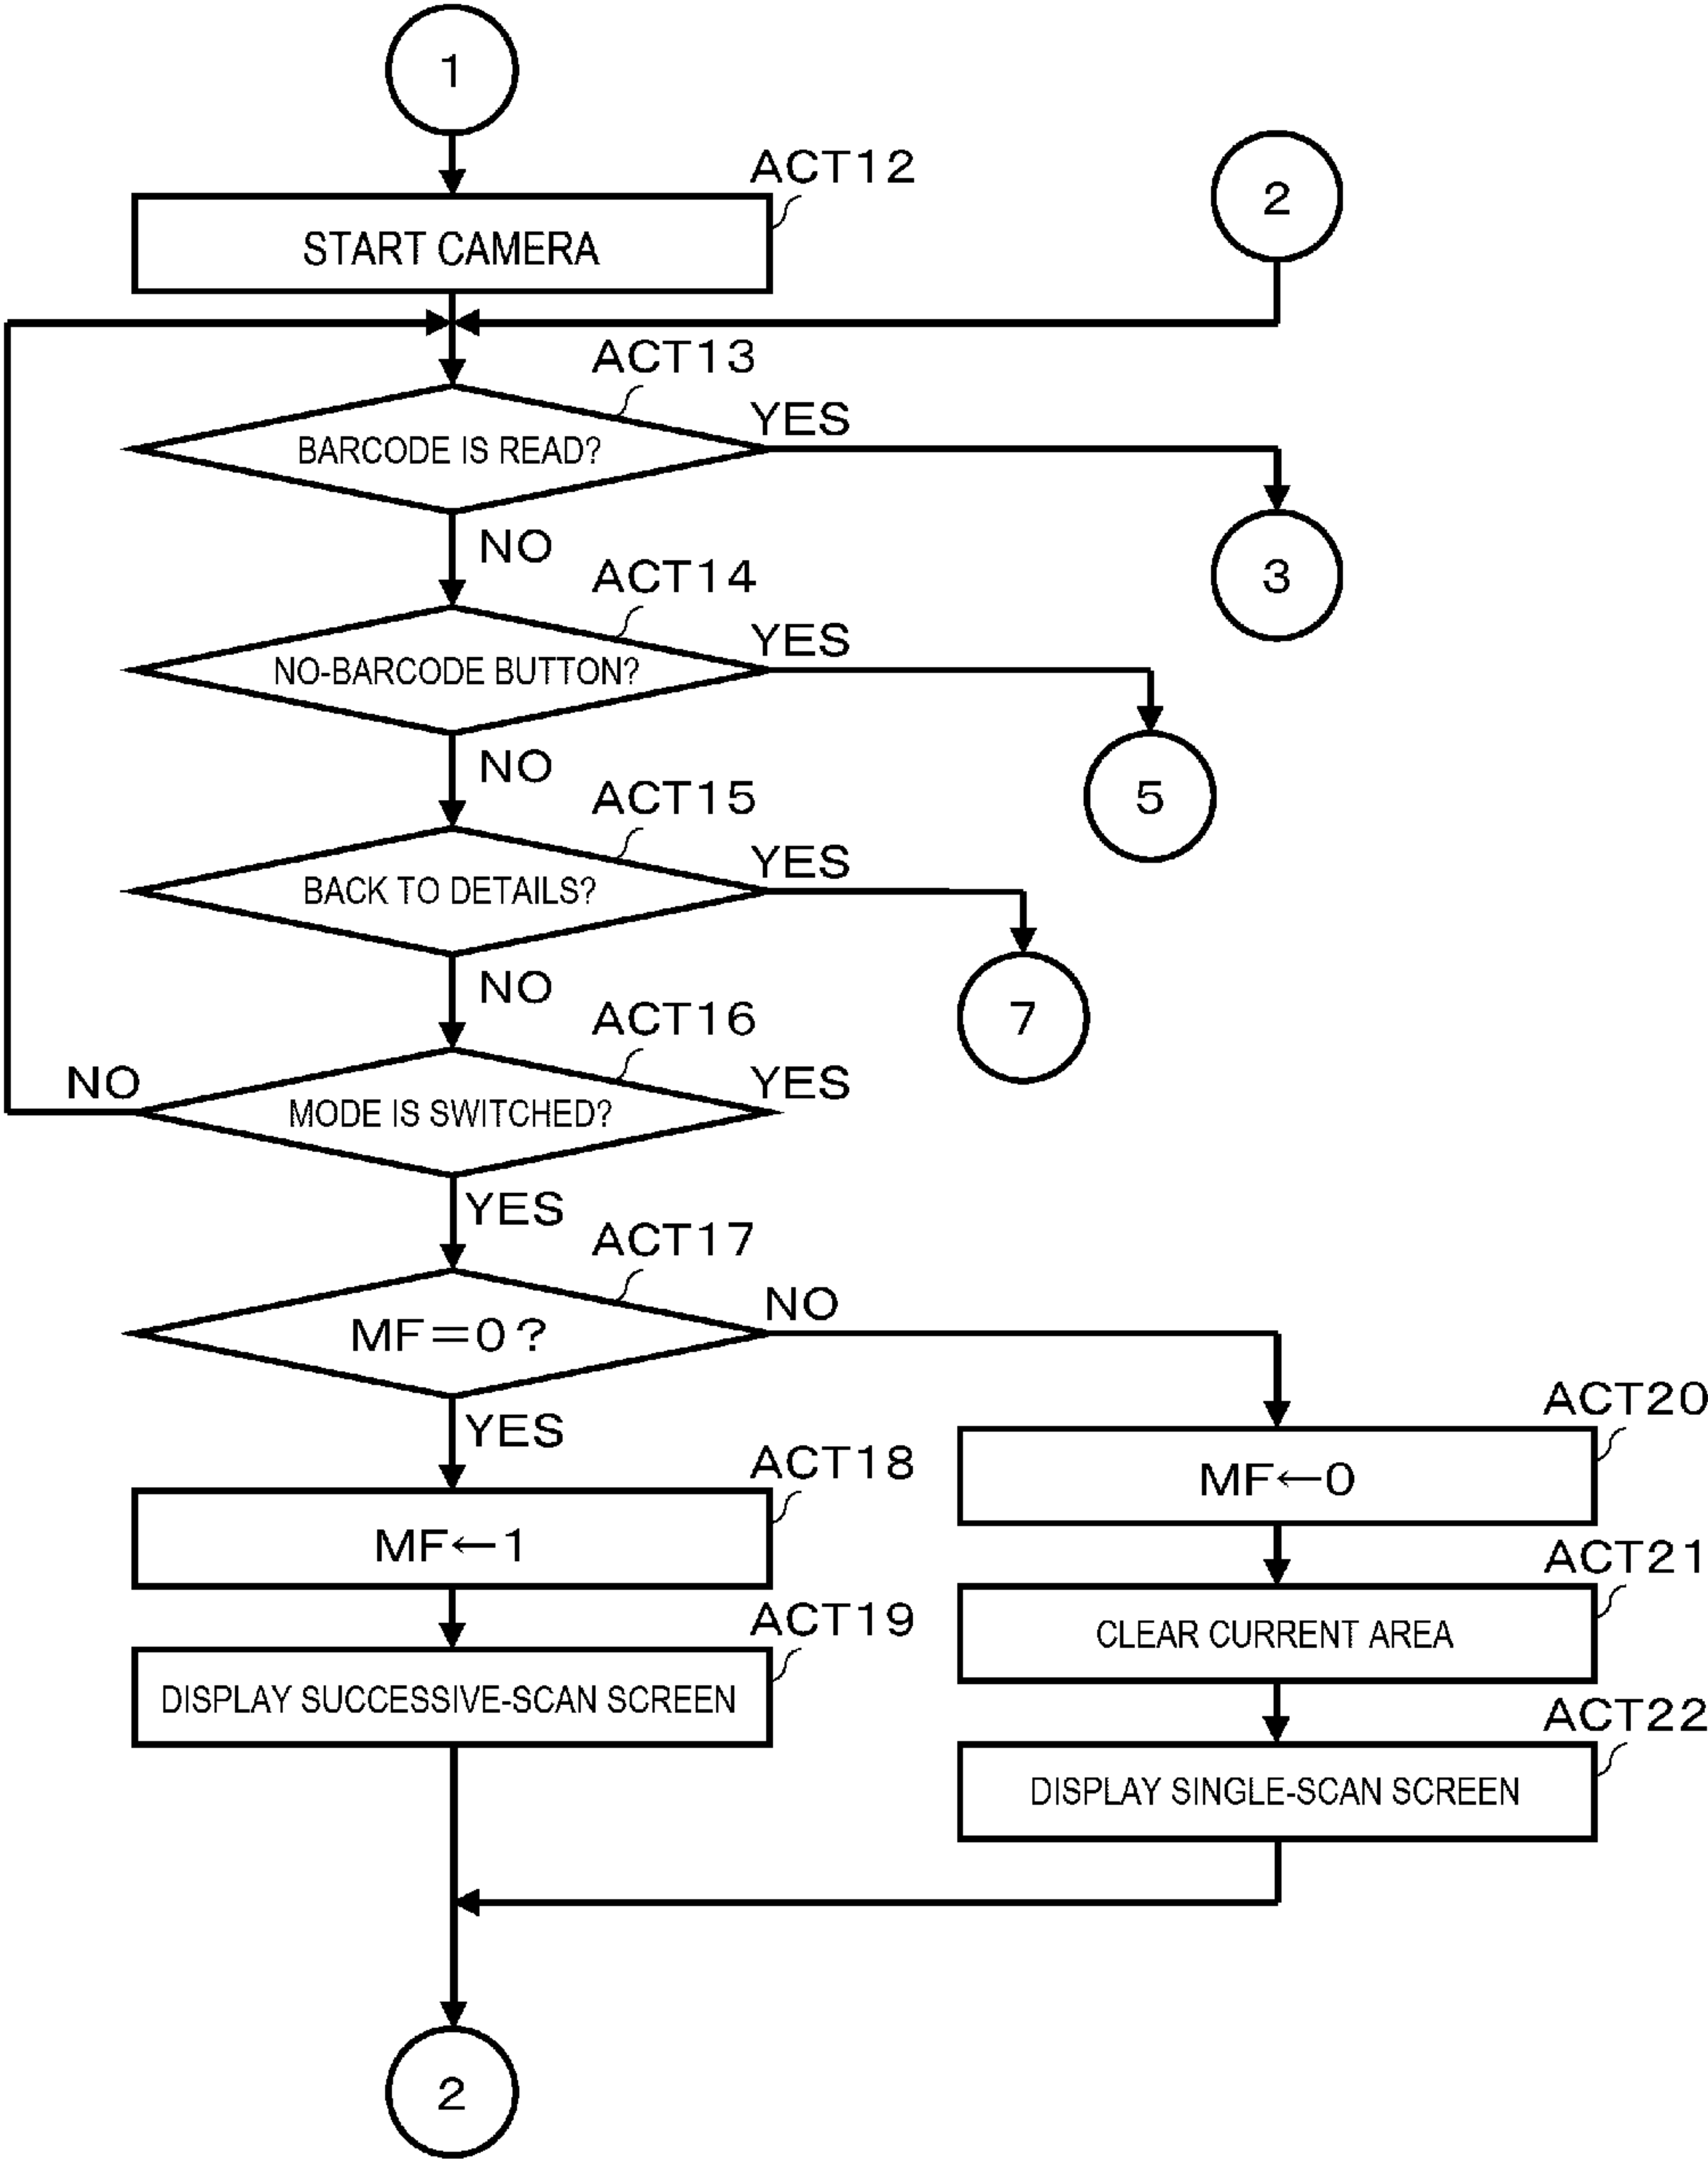 1
ACT12
2
START CAMERA
ACT13
YES
BARCODE IS READ?
NO
3
ACT14
YES
NO-BARCODE BUTTON?
NO
5
ACT15
YES
BACK TO DETAILS?
NO
7
ACT16
NO
YES
MODE IS SWITCHED?
YES
ACT17
NO
MF=0?
YES
ACT20
MF←0
ACT18
MF←1
ACT21
CLEAR CURRENT AREA
ACT19
DISPLAY SUCCESSIVE-SCAN SCREEN
ACT22
DISPLAY SINGLE-SCAN SCREEN
2